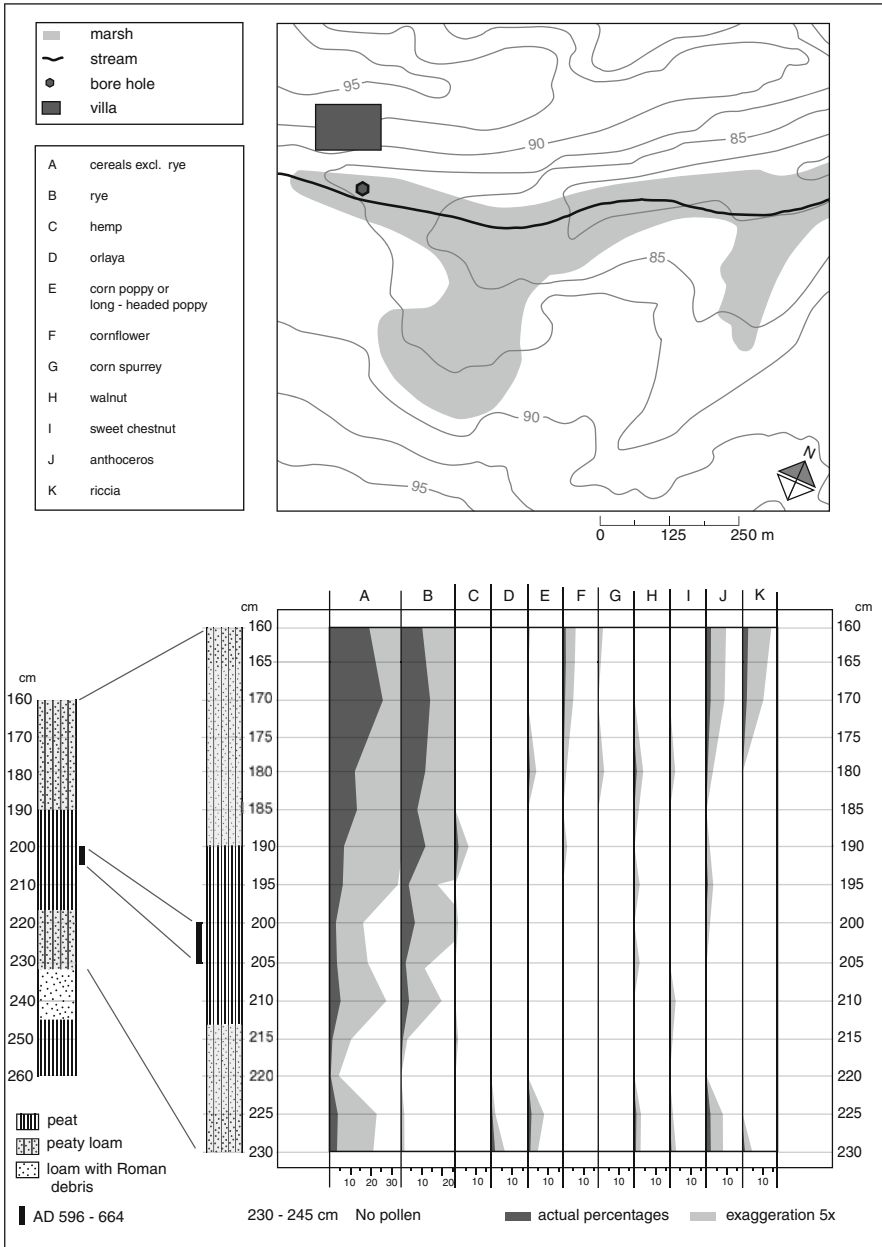 marsh
stream
bore hole
villa
A cereals excl. rye
B rye
C hemp
D orlaya
E corn poppy or
long - headed poppy
F cornflower
G corn spurrey
H walnut
I sweet chestnut
J anthoceros
K riccia
95
90
85
85
90
95
N
0 125 250 m
A B C D E F G H I J K
cm
160
170
180
190
200
210
220
230
240
250
260
cm
160
165
170
175
180
185
190
195
200
205
210
215
220
225
230
cm
160
165
170
175
180
185
190
195
200
205
210
215
220
225
230
10 20 30 10 20 10 10 10 10 10 10 10 10 10
peat
peaty loam
loam with Roman
debris
AD 596 - 664
230 - 245 cm No pollen
actual percentages
exaggeration 5x